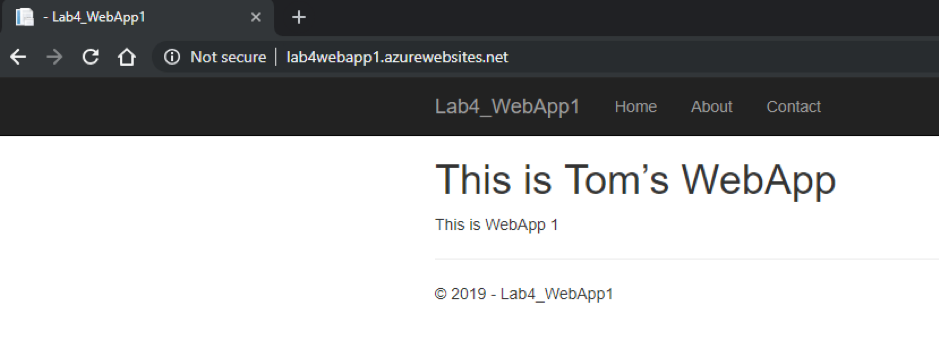 - Lab4_WebApp1
Not secure | lab4webapp1.azurewebsites.net
Lab4_WebApp1 Home About Contact
This is Tom’s WebApp
This is WebApp 1
© 2019 - Lab4_WebApp1